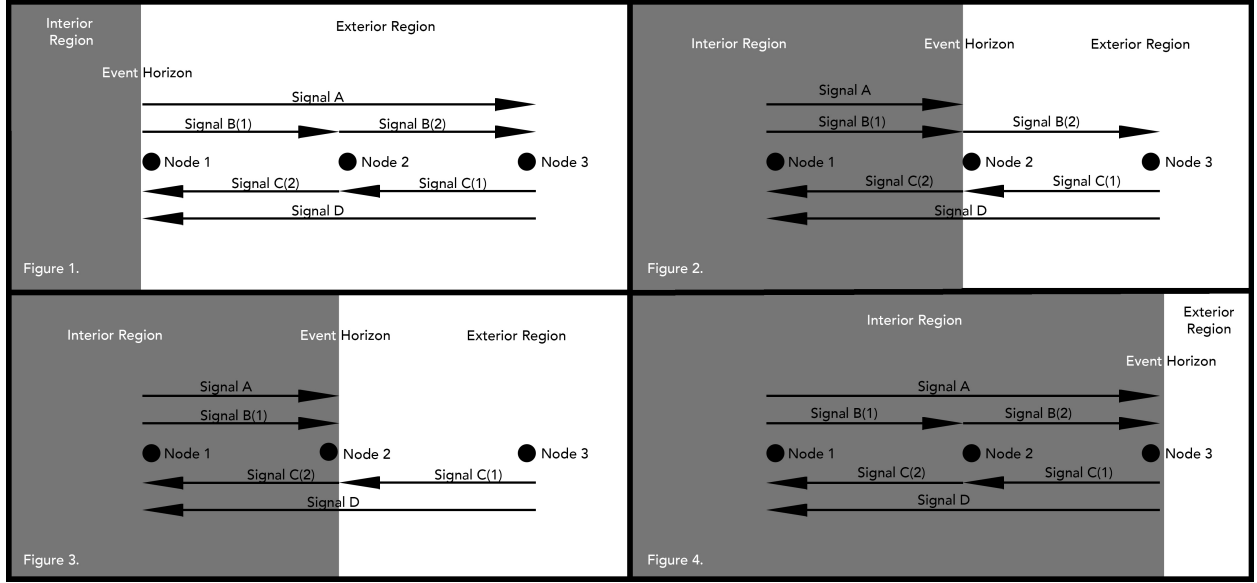 Interior
Region
Exterior Region
Event Horizon
Signal A
Signal B(1) Signal B(2)
Node 1 Node 2 Node 3
Signal C(2) Signal C(1)
Signal D
Figure 1.
Interior Region Event Horizon Exterior Region
Signal A
Signal B(1) Signal B(2)
Node 1 Node 2 Node 3
Signal C(2) Signal C(1)
Signal D
Figure 2.
Interior Region Event Horizon Exterior Region
Signal A
Signal B(1)
Node 1 Node 2 Node 3
Signal C(2) Signal C(1)
Signal D
Figure 3.
Interior Region
Exterior
Region
Event Horizon
Signal A
Signal B(1) Signal B(2)
Node 1 Node 2 Node 3
Signal C(2) Signal C(1)
Signal D
Figure 4.